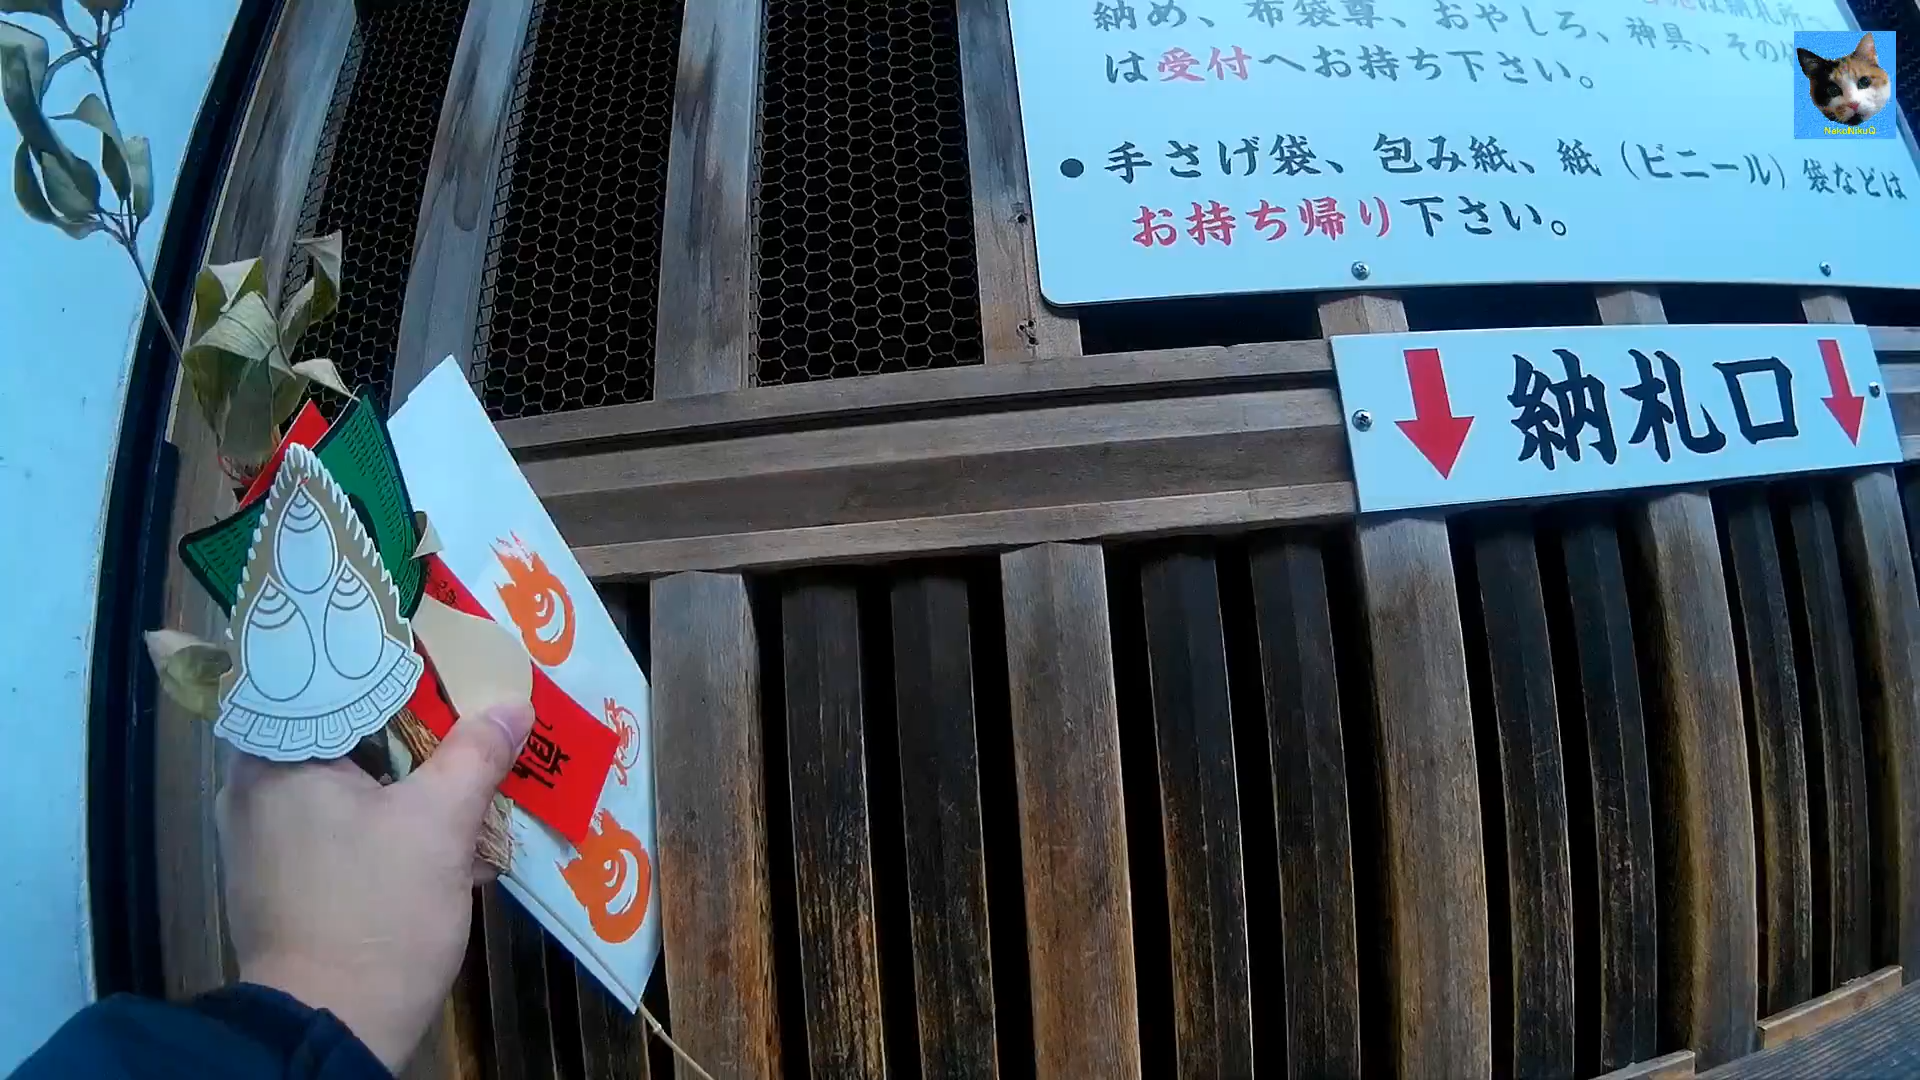 納め、布袋尊、おやしろ、神具、その他
は受付へお持ち下さい。
● 手さげ袋、包み紙、紙（ビニール）袋などは
お持ち帰り下さい。
納札口
NekoNikuQ